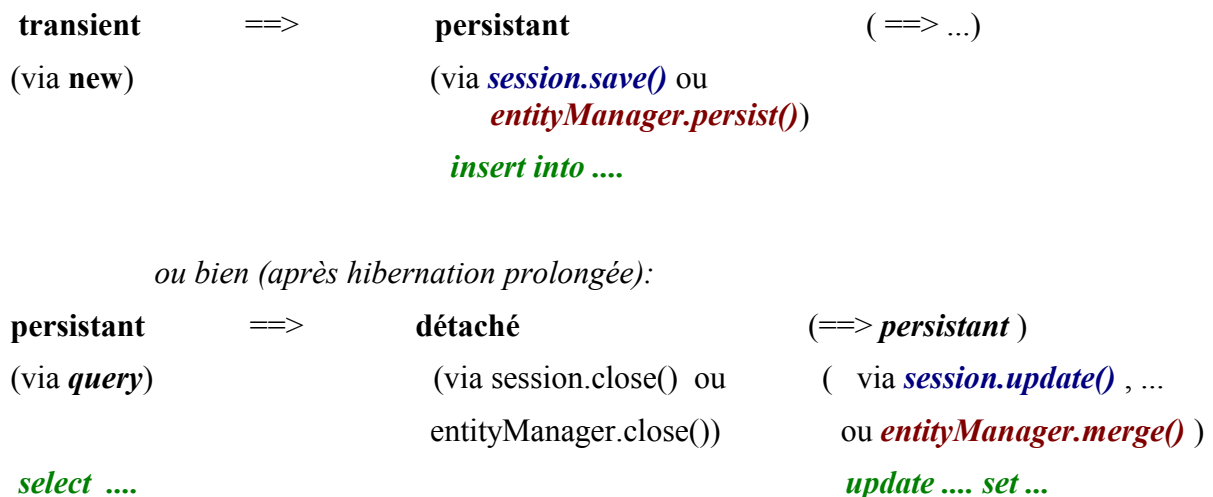 transient ==> persistant ( ==> ...)
(via new) (via session.save() ou
entityManager.persist())
insert into ....
ou bien (après hibernation prolongée):
persistant ==> détaché (==> persistant )
(via query) (via session.close() ou ( via session.update() , ...
entityManager.close()) ou entityManager.merge() )
select .... update .... set ...